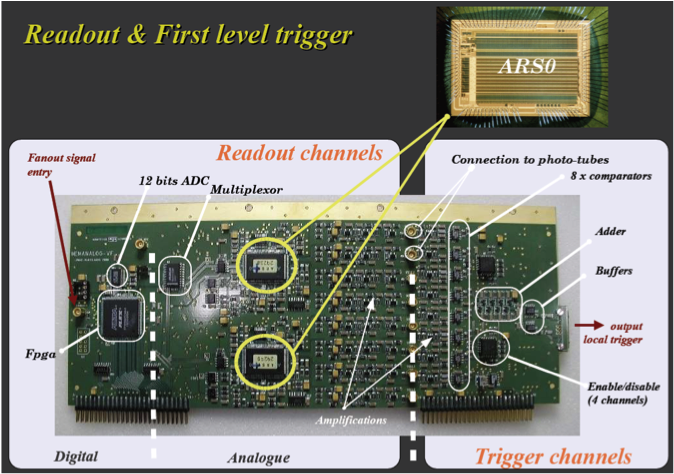 Readout & First level trigger
ARS0
Readout channels
Fanout signal
entry
12 bits ADC
Multiplexor
Connection to photo-tubes
8 x comparators
Adder
Buffers
output
local trigger
Fpga
Enable/disable
(4 channels)
Amplifications
Digital
Analogue
Trigger channels